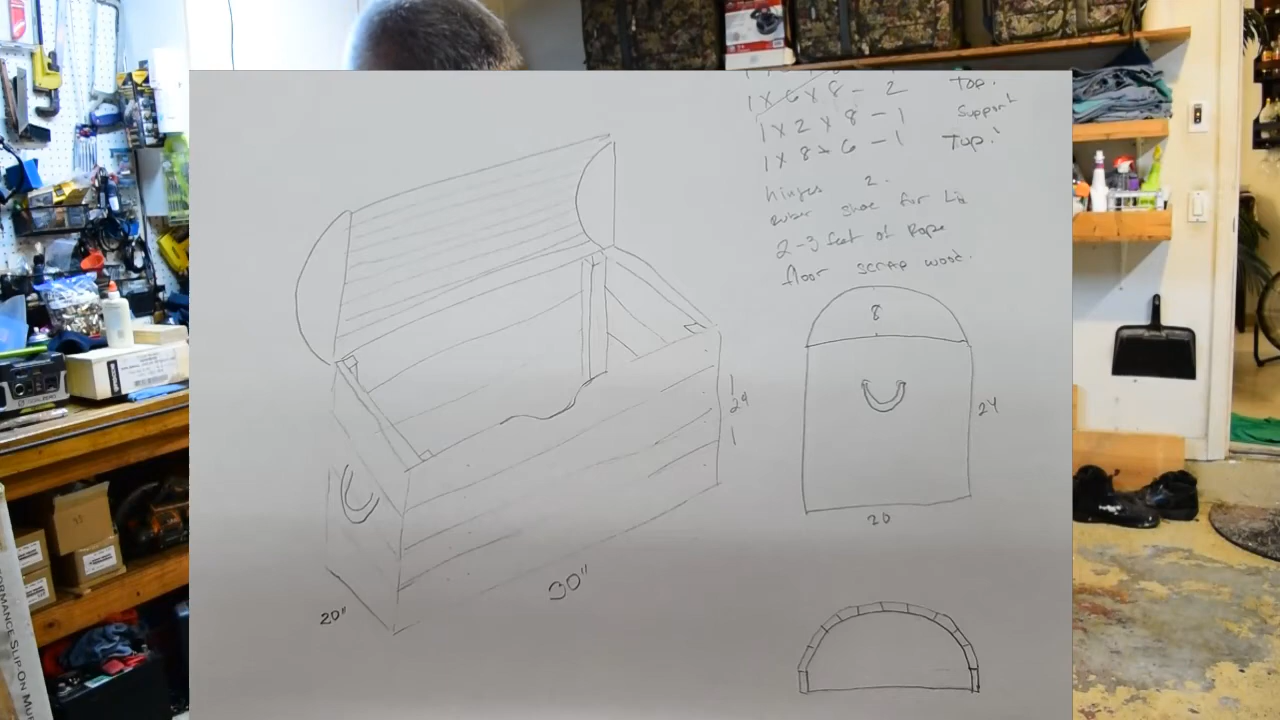 1 x 6 x 8 - 2 Top.
1 x 2 x 8 - 1 Support
1 x 8 x 6 - 1 Top!
hinges 2.
shoe for Lid
2-3 feet of Rope
floor scrap wood.
8
24
24
20
30"
20"